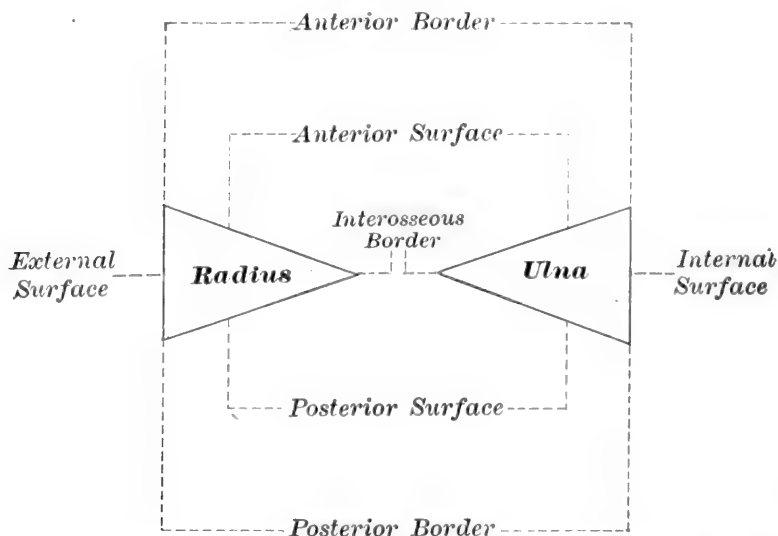 Anterior Border
Anterior Surface
Interosseous
Border
External
Surface
Radius
Ulna
Internal
Surface
Posterior Surface
Posterior Border